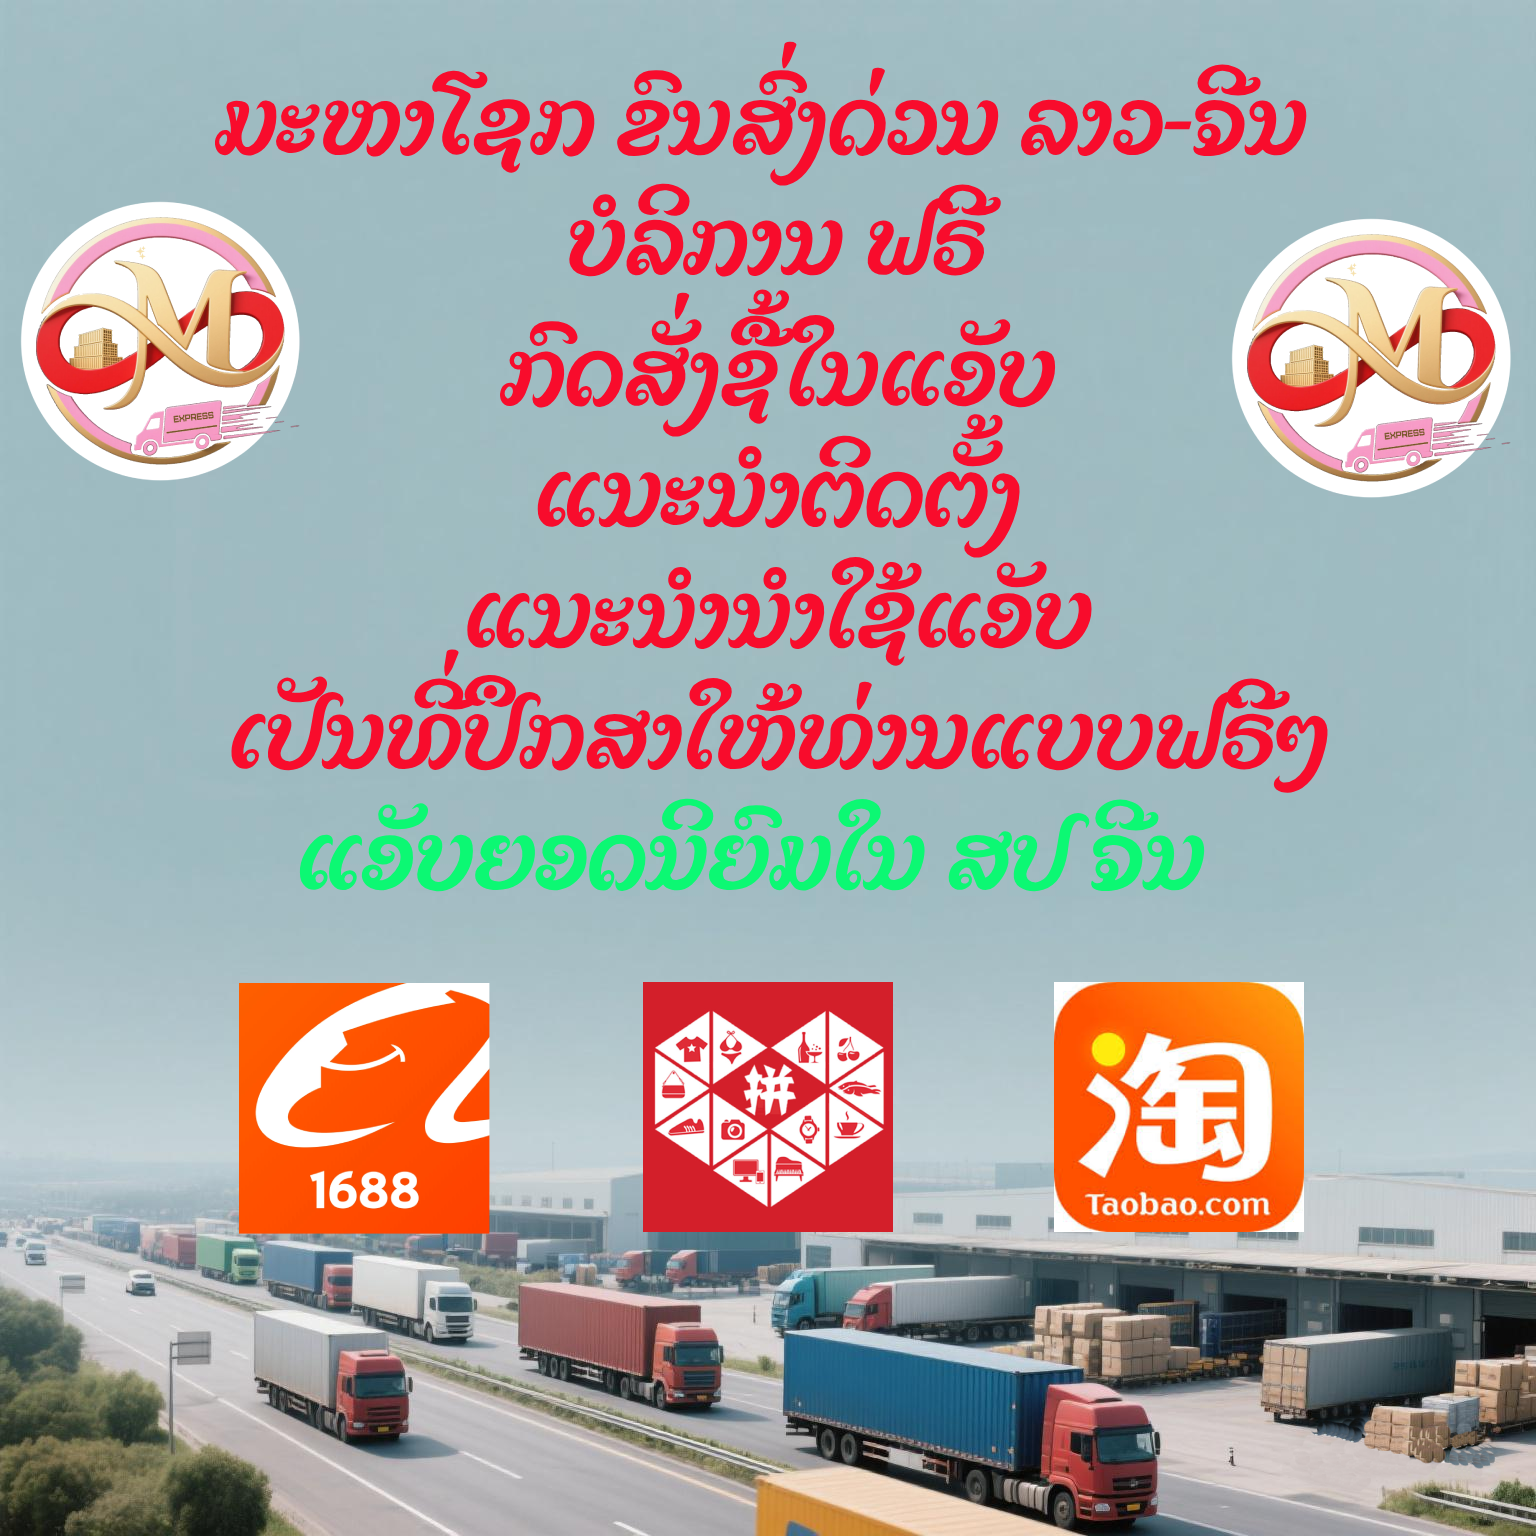 ມະຫາໂຊກ ຂົນສົ່ງດ່ວນ ລາວ-ຈີນ
ບໍລິການ ຟຣີ
ກົດສັ່ງຊື້ໃນແອັບ
ແນະນຳຕິດຕັ້ງ
ແນະນຳນຳໃຊ້ແອັບ
ເປັນທີ່ປຶກສາໃຫ້ທ່ານແບບຟຣີໆ
ແອັບຍອດນິຍົມໃນ ສປ ຈີນ
M
EXPRESS
M
EXPRESS
1688
拼
淘
Taobao.com